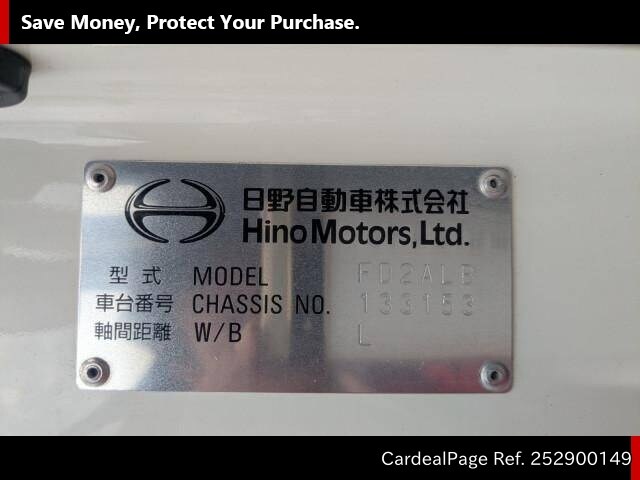 Save Money, Protect Your Purchase.
日野自動車株式会社
Hino Motors, Ltd.
型式 MODEL FD2ALB
車台番号 CHASSIS NO. 133153
軸間距離 W/B L
CardealPage Ref. 252900149